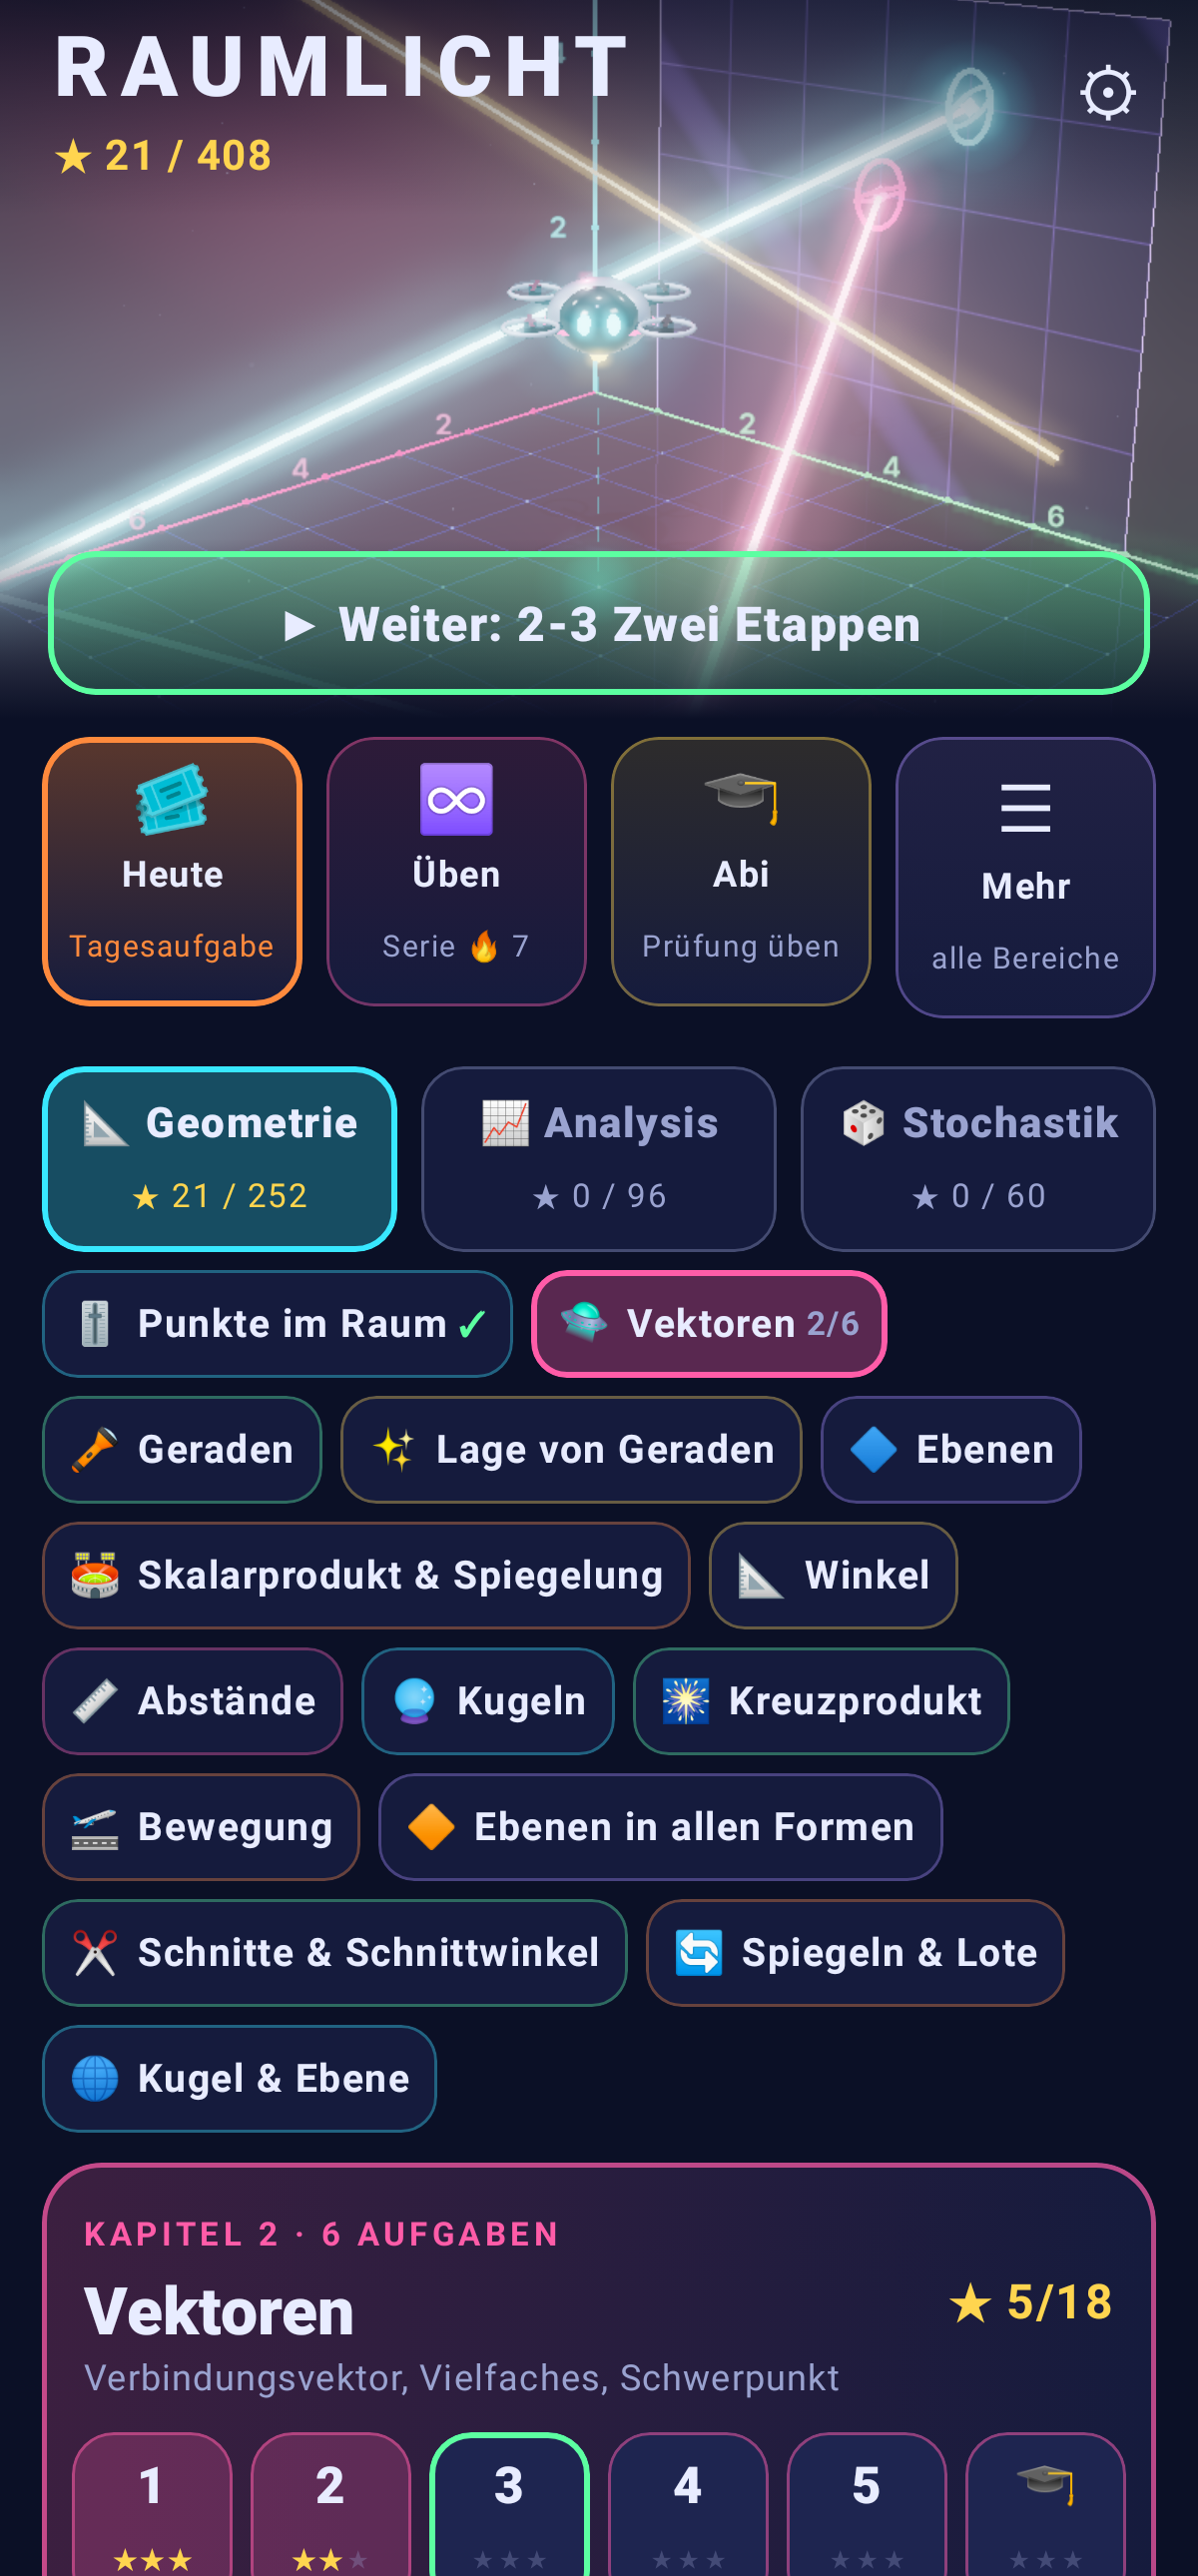 RAUMLICHT
★ 21 / 408
4
2
2
2
4
4
6
6
► Weiter: 2-3 Zwei Etappen
Heute
Üben
Abi
Mehr
Tagesaufgabe
Serie 🔥 7
Prüfung üben
alle Bereiche
Geometrie
Analysis
Stochastik
★ 21 / 252
★ 0 / 96
★ 0 / 60
Punkte im Raum ✓
Vektoren 2/6
Geraden
Lage von Geraden
Ebenen
Skalarprodukt & Spiegelung
Winkel
Abstände
Kugeln
Kreuzprodukt
Bewegung
Ebenen in allen Formen
Schnitte & Schnittwinkel
Spiegeln & Lote
Kugel & Ebene
KAPITEL 2 · 6 AUFGABEN
Vektoren
★ 5/18
Verbindungsvektor, Vielfaches, Schwerpunkt
1
2
3
4
5